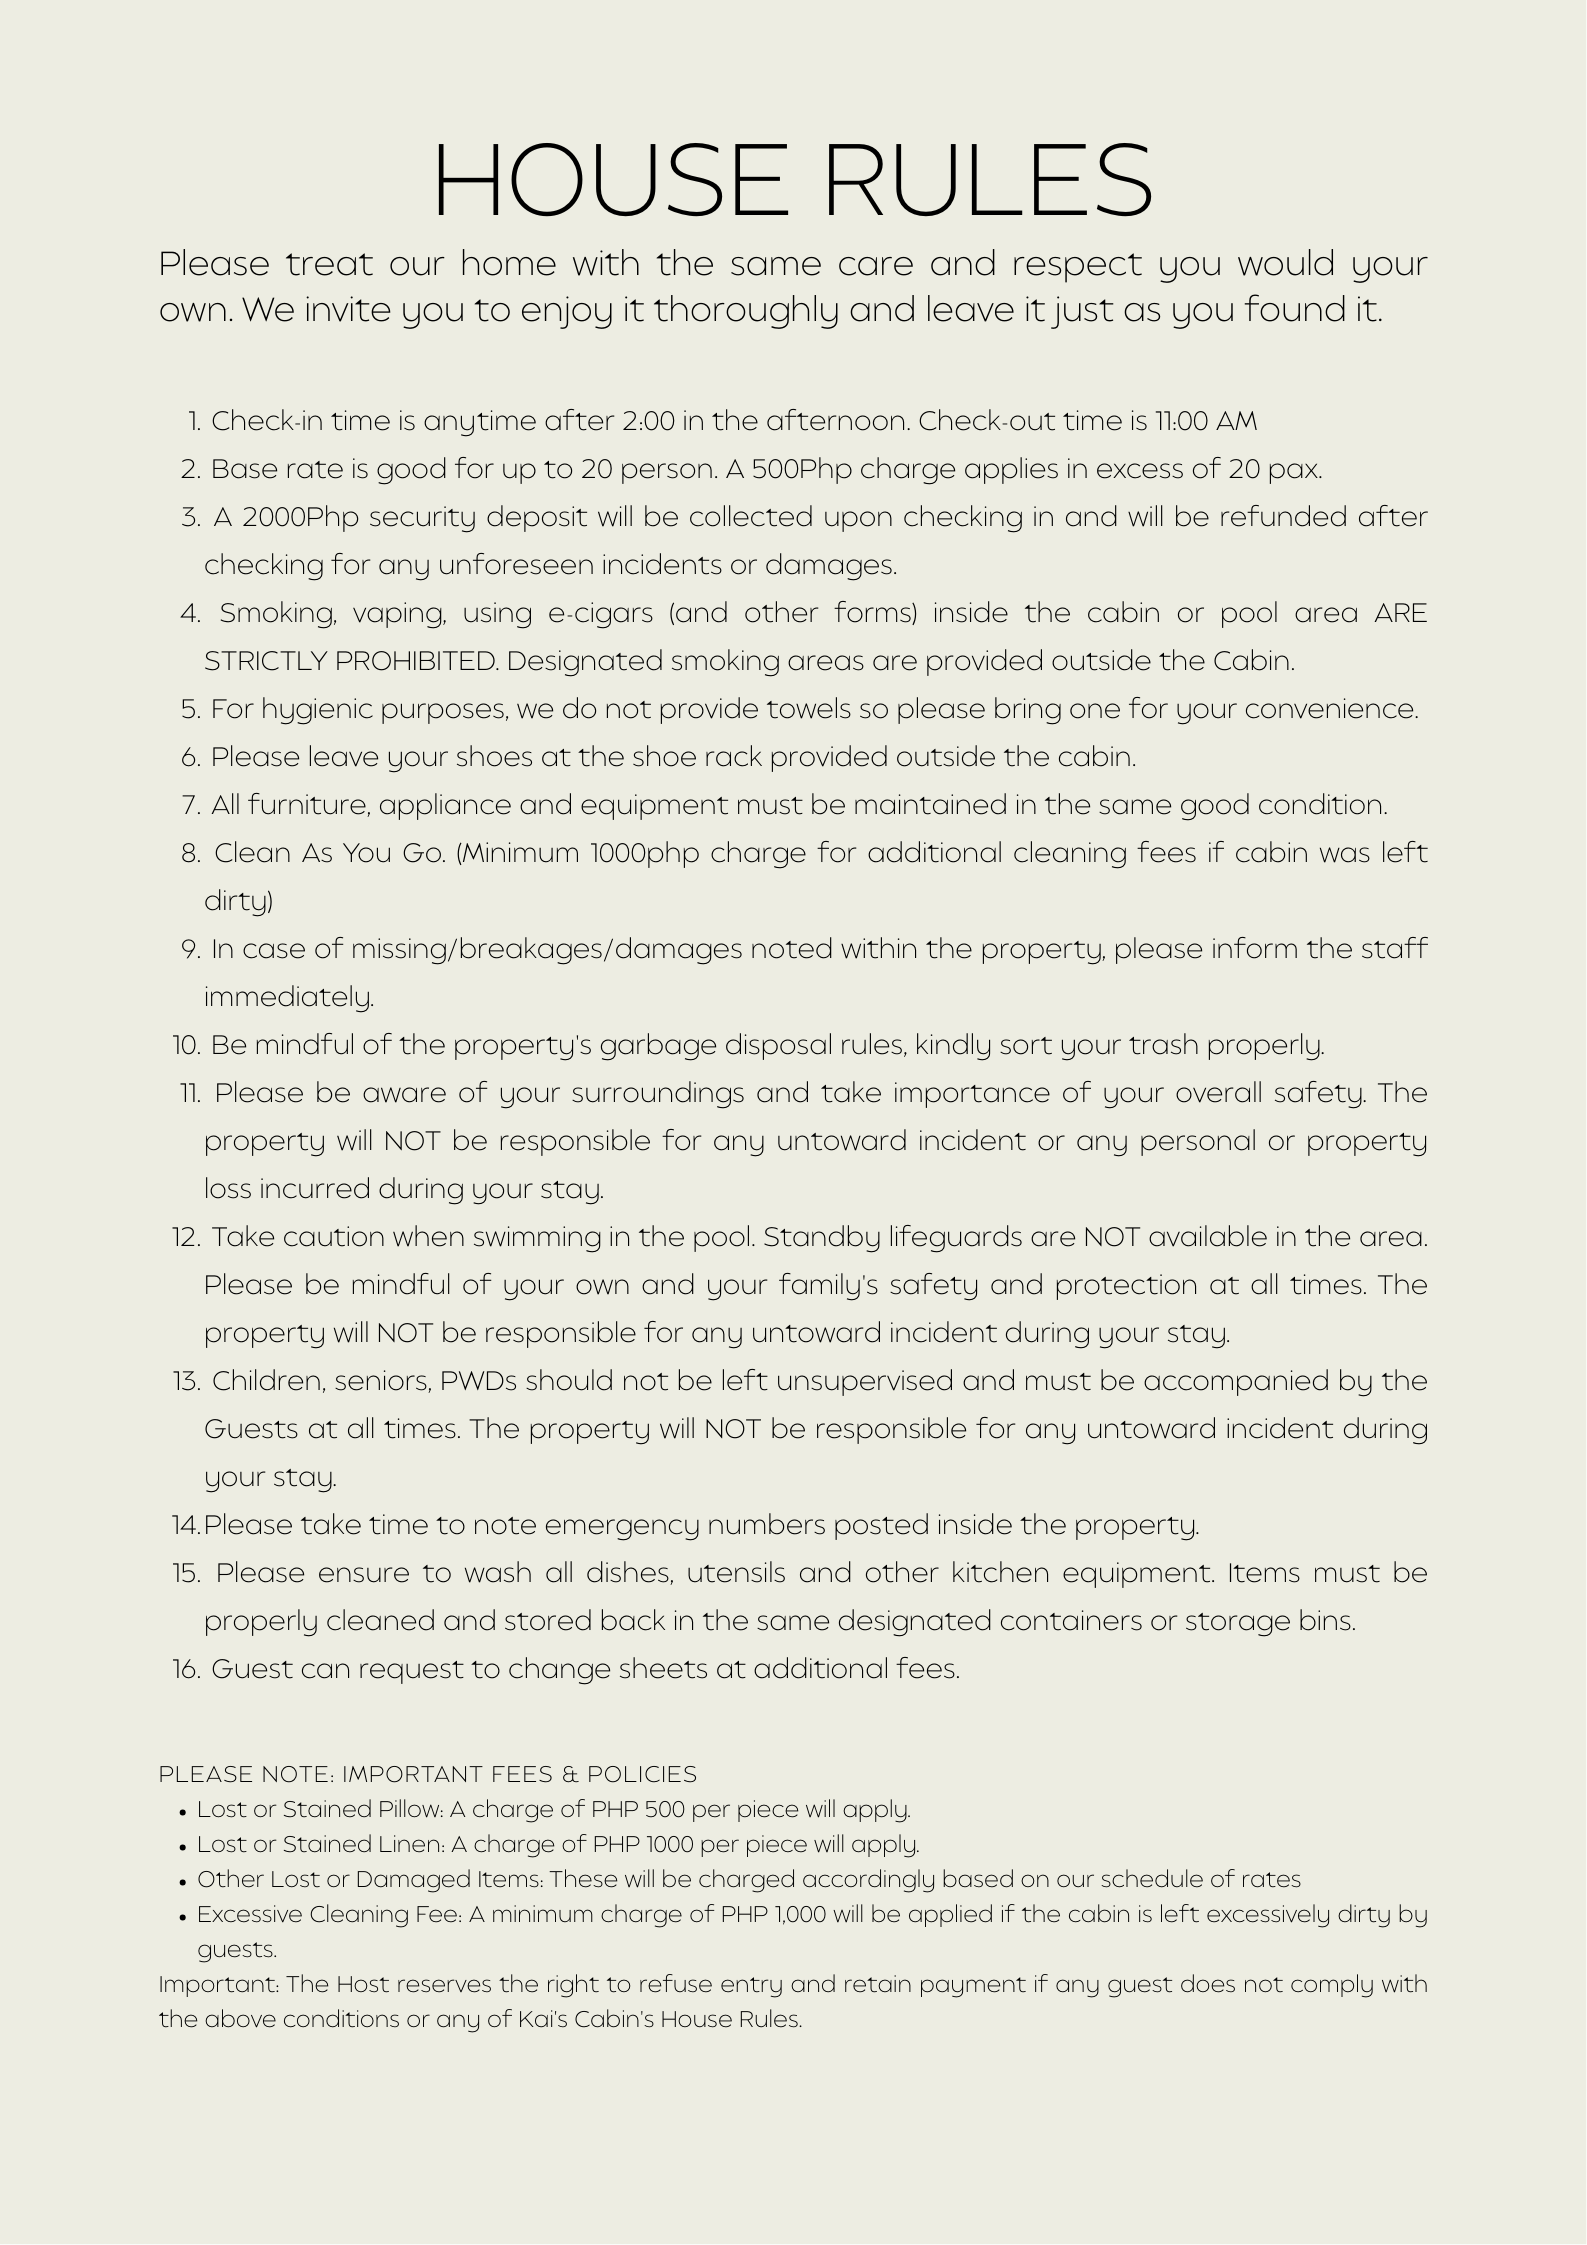 HOUSE RULES
Please treat our home with the same care and respect you would your
own. We invite you to enjoy it thoroughly and leave it just as you found it.
1. Check-in time is anytime after 2:00 in the afternoon. Check-out time is 11:00 AM
2. Base rate is good for up to 20 person. A 500Php charge applies in excess of 20 pax.
3. A 2000Php security deposit will be collected upon checking in and will be refunded after
checking for any unforeseen incidents or damages.
4. Smoking, vaping, using e-cigars (and other forms) inside the cabin or pool area ARE
STRICTLY PROHIBITED. Designated smoking areas are provided outside the Cabin.
5. For hygienic purposes, we do not provide towels so please bring one for your convenience.
6. Please leave your shoes at the shoe rack provided outside the cabin.
7. All furniture, appliance and equipment must be maintained in the same good condition.
8. Clean As You Go. (Minimum 1000php charge for additional cleaning fees if cabin was left
dirty)
9. In case of missing/breakages/damages noted within the property, please inform the staff
immediately.
10. Be mindful of the property's garbage disposal rules, kindly sort your trash properly.
11. Please be aware of your surroundings and take importance of your overall safety. The
property will NOT be responsible for any untoward incident or any personal or property
loss incurred during your stay.
12. Take caution when swimming in the pool. Standby lifeguards are NOT available in the area.
Please be mindful of your own and your family's safety and protection at all times. The
property will NOT be responsible for any untoward incident during your stay.
13. Children, seniors, PWDs should not be left unsupervised and must be accompanied by the
Guests at all times. The property will NOT be responsible for any untoward incident during
your stay.
14. Please take time to note emergency numbers posted inside the property.
15. Please ensure to wash all dishes, utensils and other kitchen equipment. Items must be
properly cleaned and stored back in the same designated containers or storage bins.
16. Guest can request to change sheets at additional fees.
PLEASE NOTE: IMPORTANT FEES & POLICIES
• Lost or Stained Pillow: A charge of PHP 500 per piece will apply.
• Lost or Stained Linen: A charge of PHP 1000 per piece will apply.
• Other Lost or Damaged Items: These will be charged accordingly based on our schedule of rates
• Excessive Cleaning Fee: A minimum charge of PHP 1,000 will be applied if the cabin is left excessively dirty by
guests.
Important: The Host reserves the right to refuse entry and retain payment if any guest does not comply with
the above conditions or any of Kai's Cabin's House Rules.